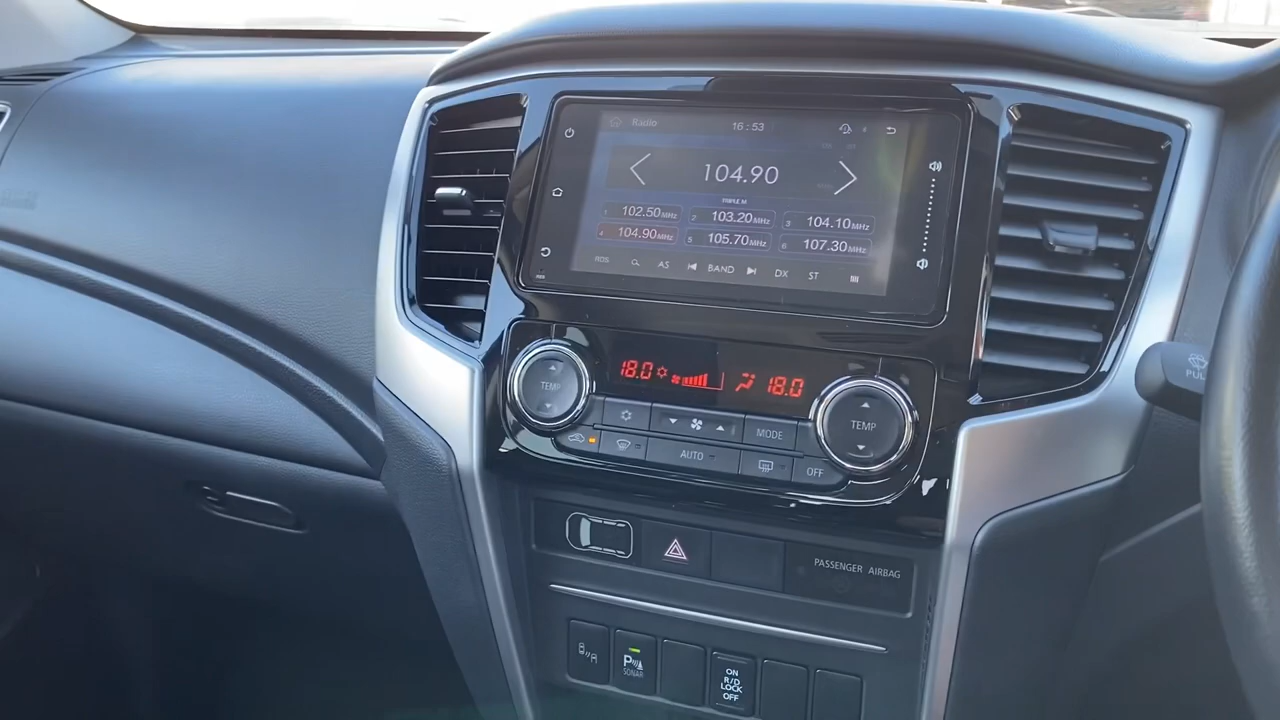 Radio 16:53
104.90
TRIPLE M
1 102.50MHz 2 103.20MHz 3 104.10MHz
4 104.90MHz 5 105.70MHz 6 107.30MHz
RDS AS BAND DX ST
18.0 18.0
TEMP
TEMP
MODE
AUTO
OFF
PUL
PASSENGER AIRBAG
P
SONAR
ON
R/D
LOCK
OFF